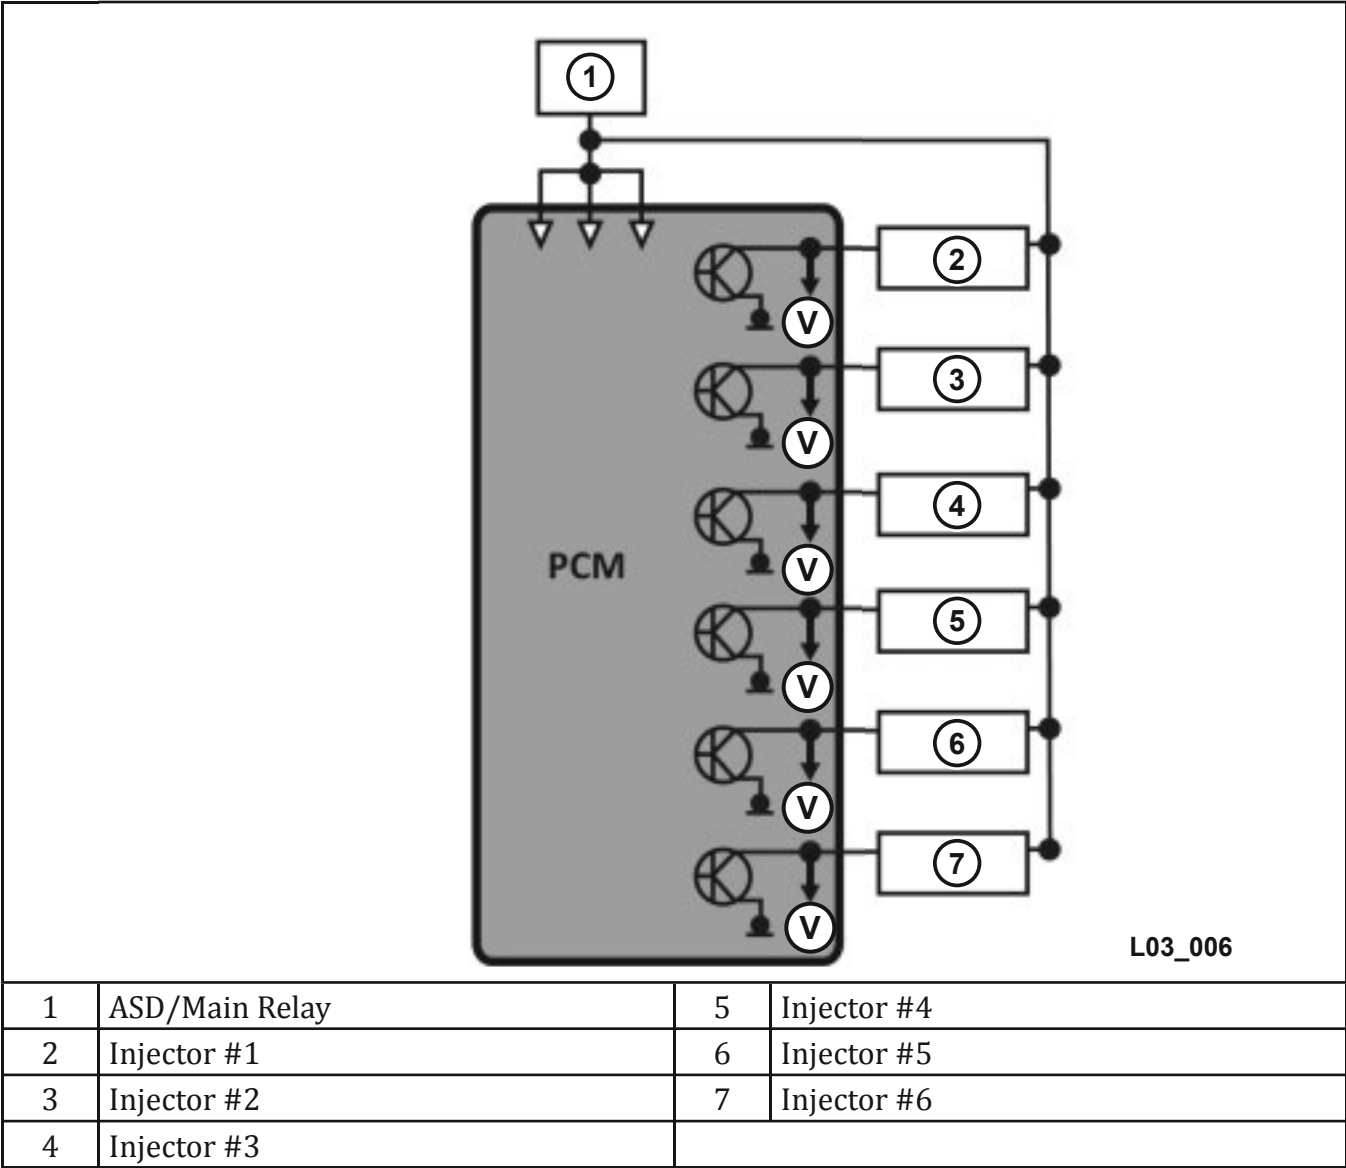 1
2
V
3
V
4
PCM
V
5
V
6
V
7
V
L03_006
1 ASD/Main Relay 5 Injector #4
2 Injector #1 6 Injector #5
3 Injector #2 7 Injector #6
4 Injector #3